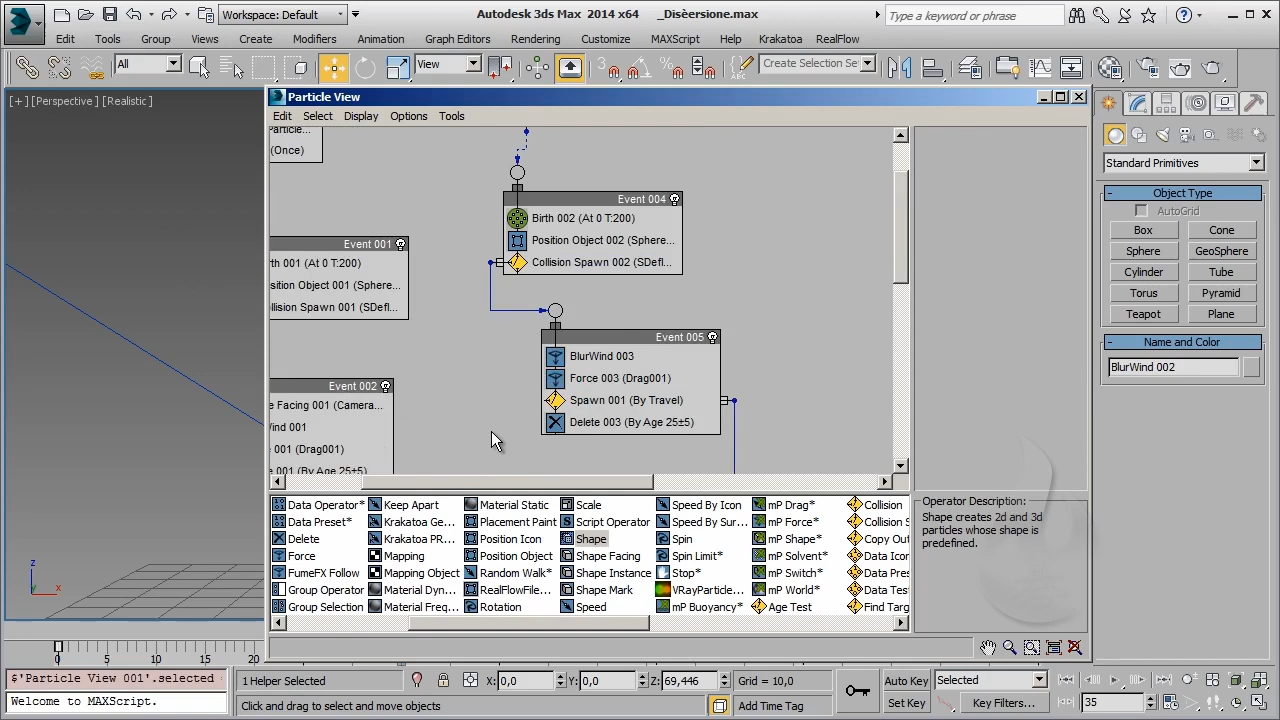 Workspace: Default
Autodesk 3ds Max 2014 x64 _Disèersione.max
Type a keyword or phrase
Edit Tools Group Views Create Modifiers Animation Graph Editors Rendering Customize MAXScript Help Krakatoa RealFlow
All View 3 Create Selection Se
[+] [Perspective] [Realistic]
Particle View
Edit Select Display Options Tools
Particle...
(Once)
Event 004
Birth 002 (At 0 T:200)
Position Object 002 (Sphere...
Collision Spawn 002 (SDefl...
Event 001
rth 001 (At 0 T:200)
sition Object 001 (Sphere...
llision Spawn 001 (SDefl...
Event 005
BlurWind 003
Force 003 (Drag001)
Spawn 001 (By Travel)
Delete 003 (By Age 25±5)
Event 002
e Facing 001 (Camera...
ind 001
001 (Drag001)
001 (By Age 25±5)
Data Operator* Keep Apart Material Static Scale Speed By Icon mP Drag* Collision
Data Preset* Krakatoa Ge... Placement Paint Script Operator Speed By Sur... mP Force* Collision S
Delete Krakatoa PR... Position Icon Shape Spin mP Shape* Copy Out
Force Mapping Position Object Shape Facing Spin Limit* mP Solvent* Data Icon
FumeFX Follow Mapping Object Random Walk* Shape Instance Stop* mP Switch* Data Pres
Group Operator Material Dyn... RealFlowFile... Shape Mark VRayParticle... mP World* Data Test
Group Selection Material Freq... Rotation Speed mP Buoyancy* Age Test Find Targ
Operator Description:
Shape creates 2d and 3d
particles whose shape is
predefined.
Standard Primitives
Object Type
AutoGrid
Box Cone
Sphere GeoSphere
Cylinder Tube
Torus Pyramid
Teapot Plane
Name and Color
BlurWind 002
z
x
0 5 10 15 20
$'Particle View 001'.selected
Welcome to MAXScript.
1 Helper Selected X: 0,0 Y: 0,0 Z: 69,446 Grid = 10,0 Auto Key Selected
Click and drag to select and move objects Add Time Tag Set Key Key Filters... 35